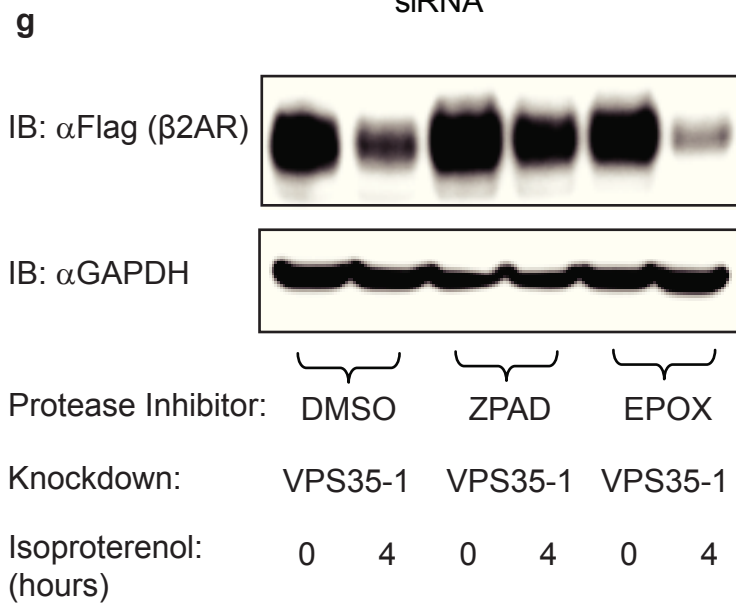 siRNA
g
IB: αFlag (β2AR)
IB: αGAPDH
Protease Inhibitor: DMSO ZPAD EPOX
Knockdown: VPS35-1 VPS35-1 VPS35-1
Isoproterenol: 0 4 0 4 0 4
(hours)